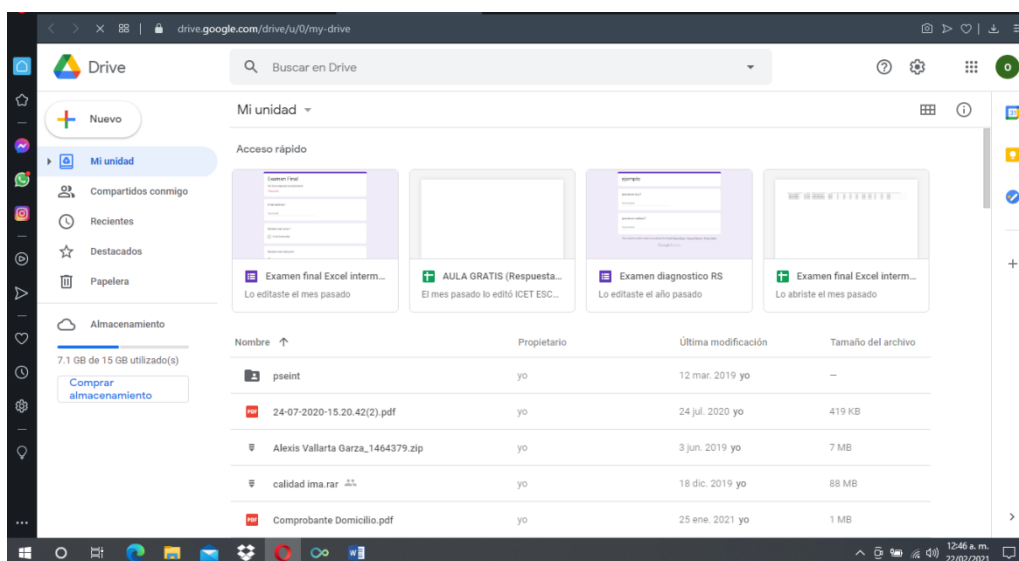 drive.google.com/drive/u/0/my-drive
Drive
Buscar en Drive
o
Nuevo
Mi unidad
Mi unidad
Compartidos conmigo
Recientes
Destacados
Papelera
Almacenamiento
7.1 GB de 15 GB utilizado(s)
Comprar
almacenamiento
Acceso rápido
Examen Final
ejemplo
Examen final Excel interm...
Lo editaste el mes pasado
AULA GRATIS (Respuesta...
El mes pasado lo editó ICET ESC...
Examen diagnostico RS
Lo editaste el año pasado
Examen final Excel interm...
Lo abriste el mes pasado
Nombre Propietario Última modificación Tamaño del archivo
pseint yo 12 mar. 2019 yo —
PDF 24-07-2020-15.20.42(2).pdf yo 24 jul. 2020 yo 419 KB
Alexis Vallarta Garza_1464379.zip yo 3 jun. 2019 yo 7 MB
calidad ima.rar yo 18 dic. 2019 yo 88 MB
PDF Comprobante Domicilio.pdf yo 25 ene. 2021 yo 1 MB
31
12:46 a. m.
22/02/2021